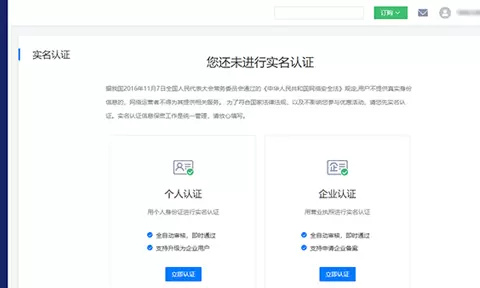 订购
实名认证
您还未进行实名认证
据我国2016年11月7日全国人民代表大会常务委员会通过的《中华人民共和国网络安全法》规定,用户不提供真实身份
信息的，网络运营者不得为其提供相关服务。为了符合国家法律法规，以及不影响您参与优惠活动，请您先实名认
证。实名认证信息保密工作是统一管理，请放心填写。
个人认证
用个人身份证进行实名认证
全自动审核，即时通过
支持升级为企业用户
立即认证
企业认证
用营业执照进行实名认证
全自动审核，即时通过
支持申请企业备案
立即认证